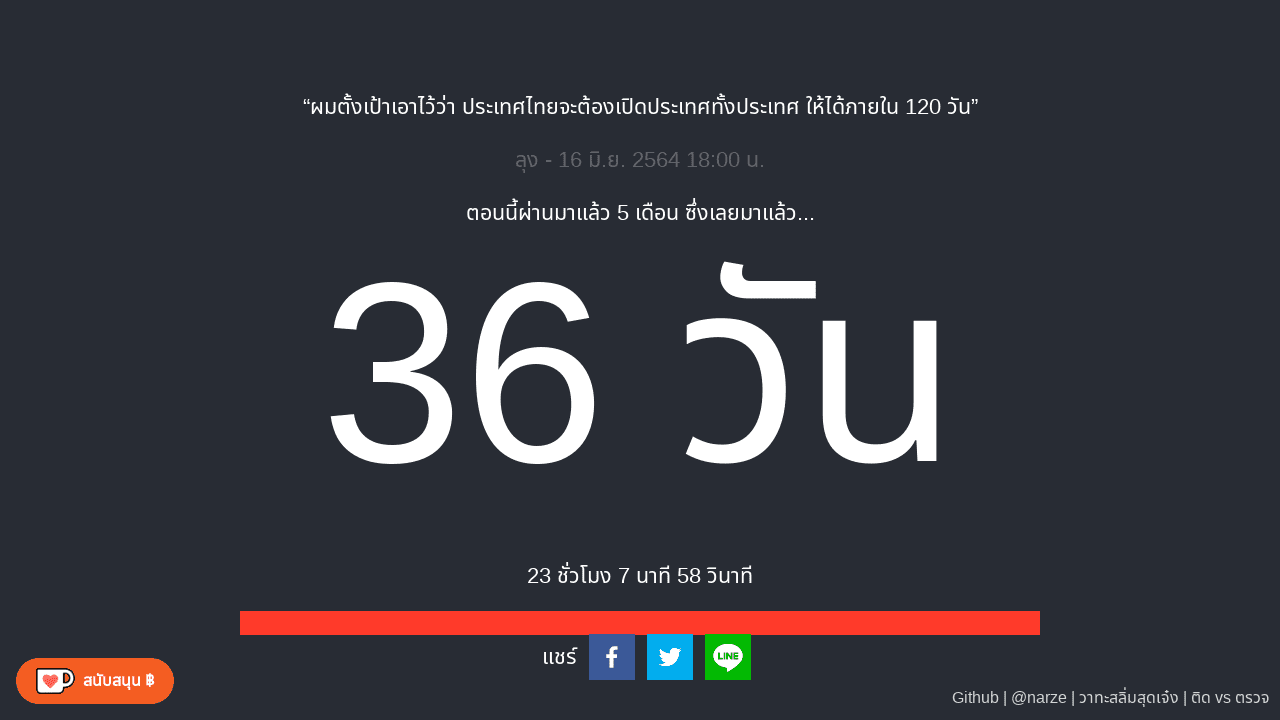 “ผมตั้งเป้าเอาไว้ว่า ประเทศไทยจะต้องเปิดประเทศทั้งประเทศ ให้ได้ภายใน 120 วัน”
ลุง - 16 มิ.ย. 2564 18:00 น.
ตอนนี้ผ่านมาแล้ว 5 เดือน ซึ่งเลยมาแล้ว...
36 วัน
23 ชั่วโมง 7 นาที 58 วินาที
แชร์
LINE
สนับสนุน ฿
Github | @narze | วาทะสลิ่มสุดเจ๋ง | ติด vs ตรวจ